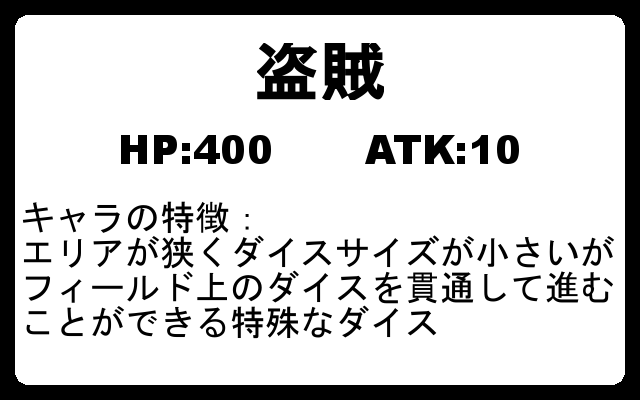 盗賊
HP:400 ATK:10
キャラの特徴：
エリアが狭くダイスサイズが小さいが
フィールド上のダイスを貫通して進む
ことができる特殊なダイス